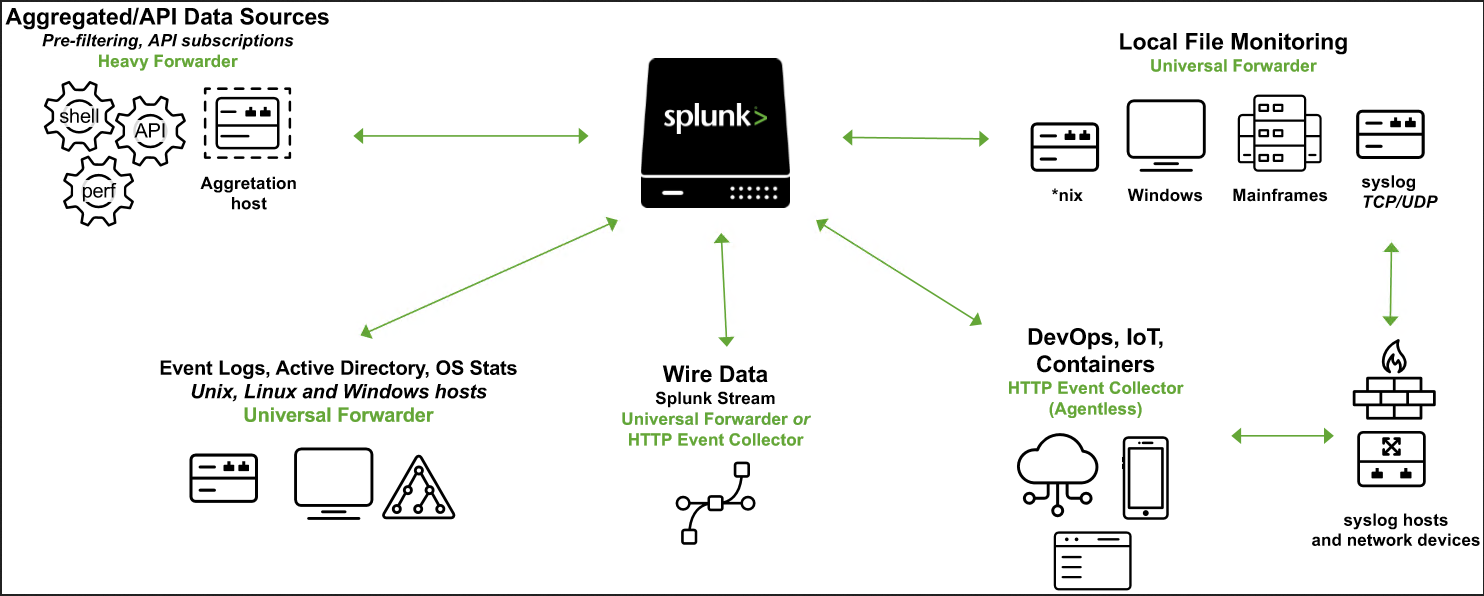 Aggregated/API Data Sources
Pre-filtering, API subscriptions
Heavy Forwarder
shell
API
perf
Aggretation
host
splunk>
Local File Monitoring
Universal Forwarder
*nix
Windows
Mainframes
syslog
TCP/UDP
Event Logs, Active Directory, OS Stats
Unix, Linux and Windows hosts
Universal Forwarder
Wire Data
Splunk Stream
Universal Forwarder or
HTTP Event Collector
DevOps, IoT,
Containers
HTTP Event Collector
(Agentless)
syslog hosts
and network devices